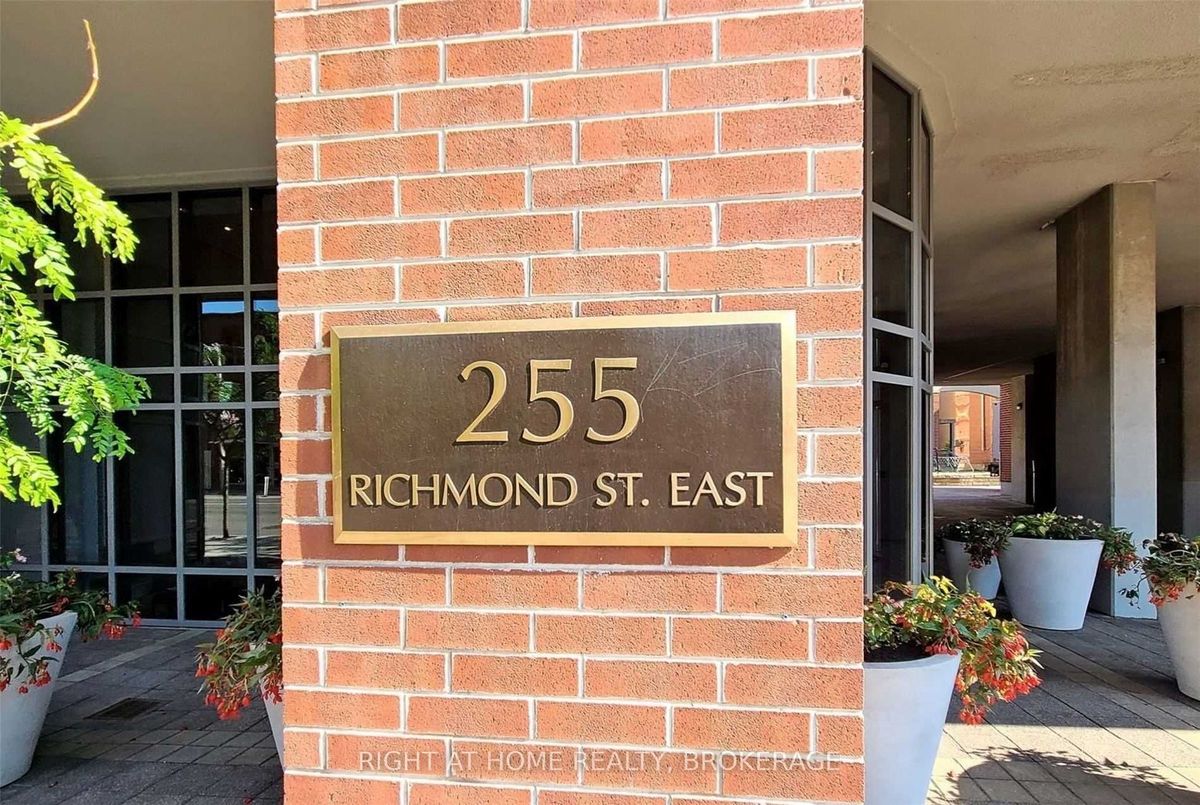 255
RICHMOND ST. EAST
RIGHT AT HOME REALTY, BROKERAGE